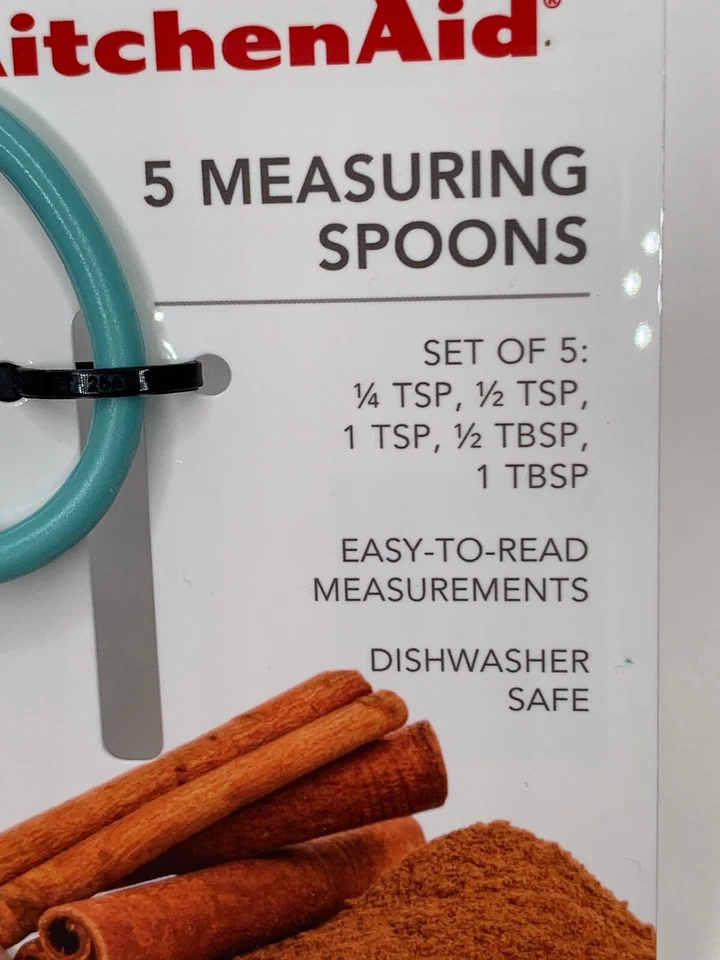 itchenAid®
5 MEASURING
SPOONS
SET OF 5:
¼ TSP, ½ TSP,
1 TSP, ½ TBSP,
1 TBSP
EASY-TO-READ
MEASUREMENTS
DISHWASHER
SAFE